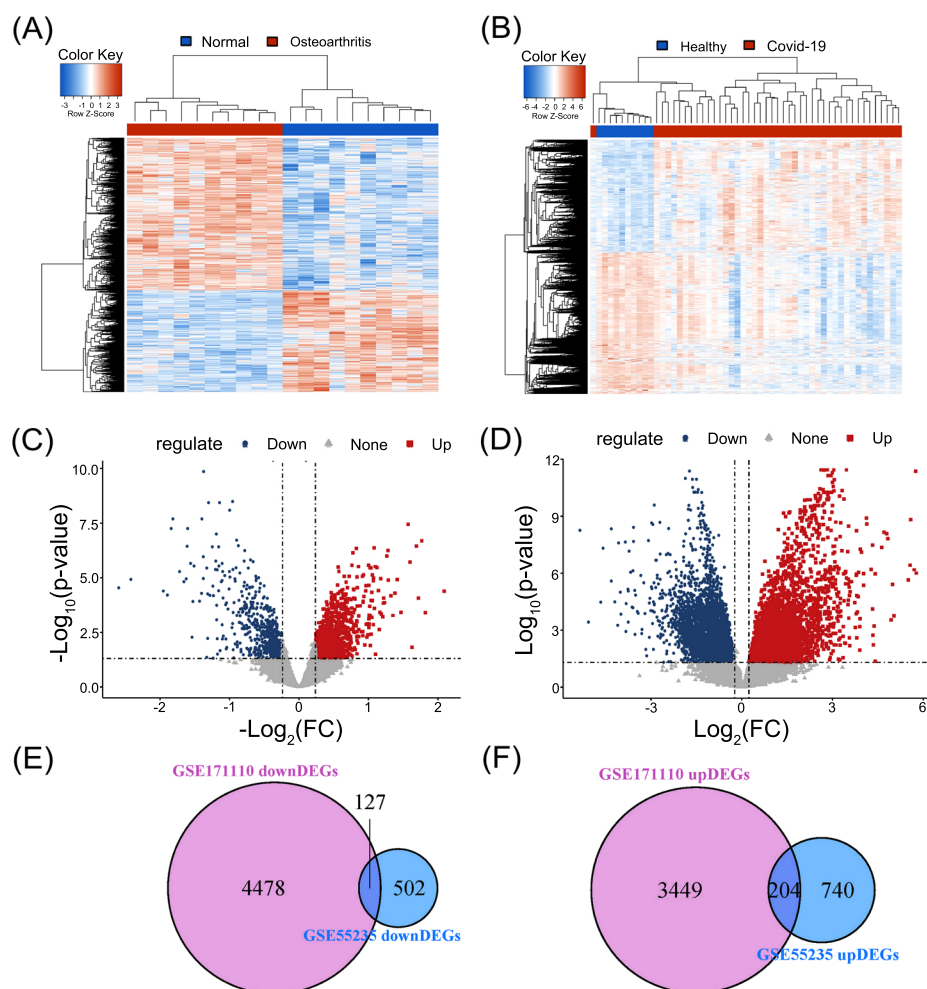 (A)
Normal Osteoarthritis
Color Key
-3 -1 0 1 3
Row Z-Score
(B)
Healthy Covid-19
Color Key
-6 -4 -2 0 2 4 6
Row Z-Score
(C)
regulate Down None Up
-Log10(p-value)
10.0
7.5
5.0
2.5
0.0
-2 -1 0 1 2
-Log2(FC)
(D)
regulate Down None Up
Log10(p-value)
12
9
6
3
0
-3 0 3 6
Log2(FC)
(E)
GSE171110 downDEGs
127
4478 502
GSE55235 downDEGs
(F)
GSE171110 upDEGs
3449 204 740
GSE55235 upDEGs